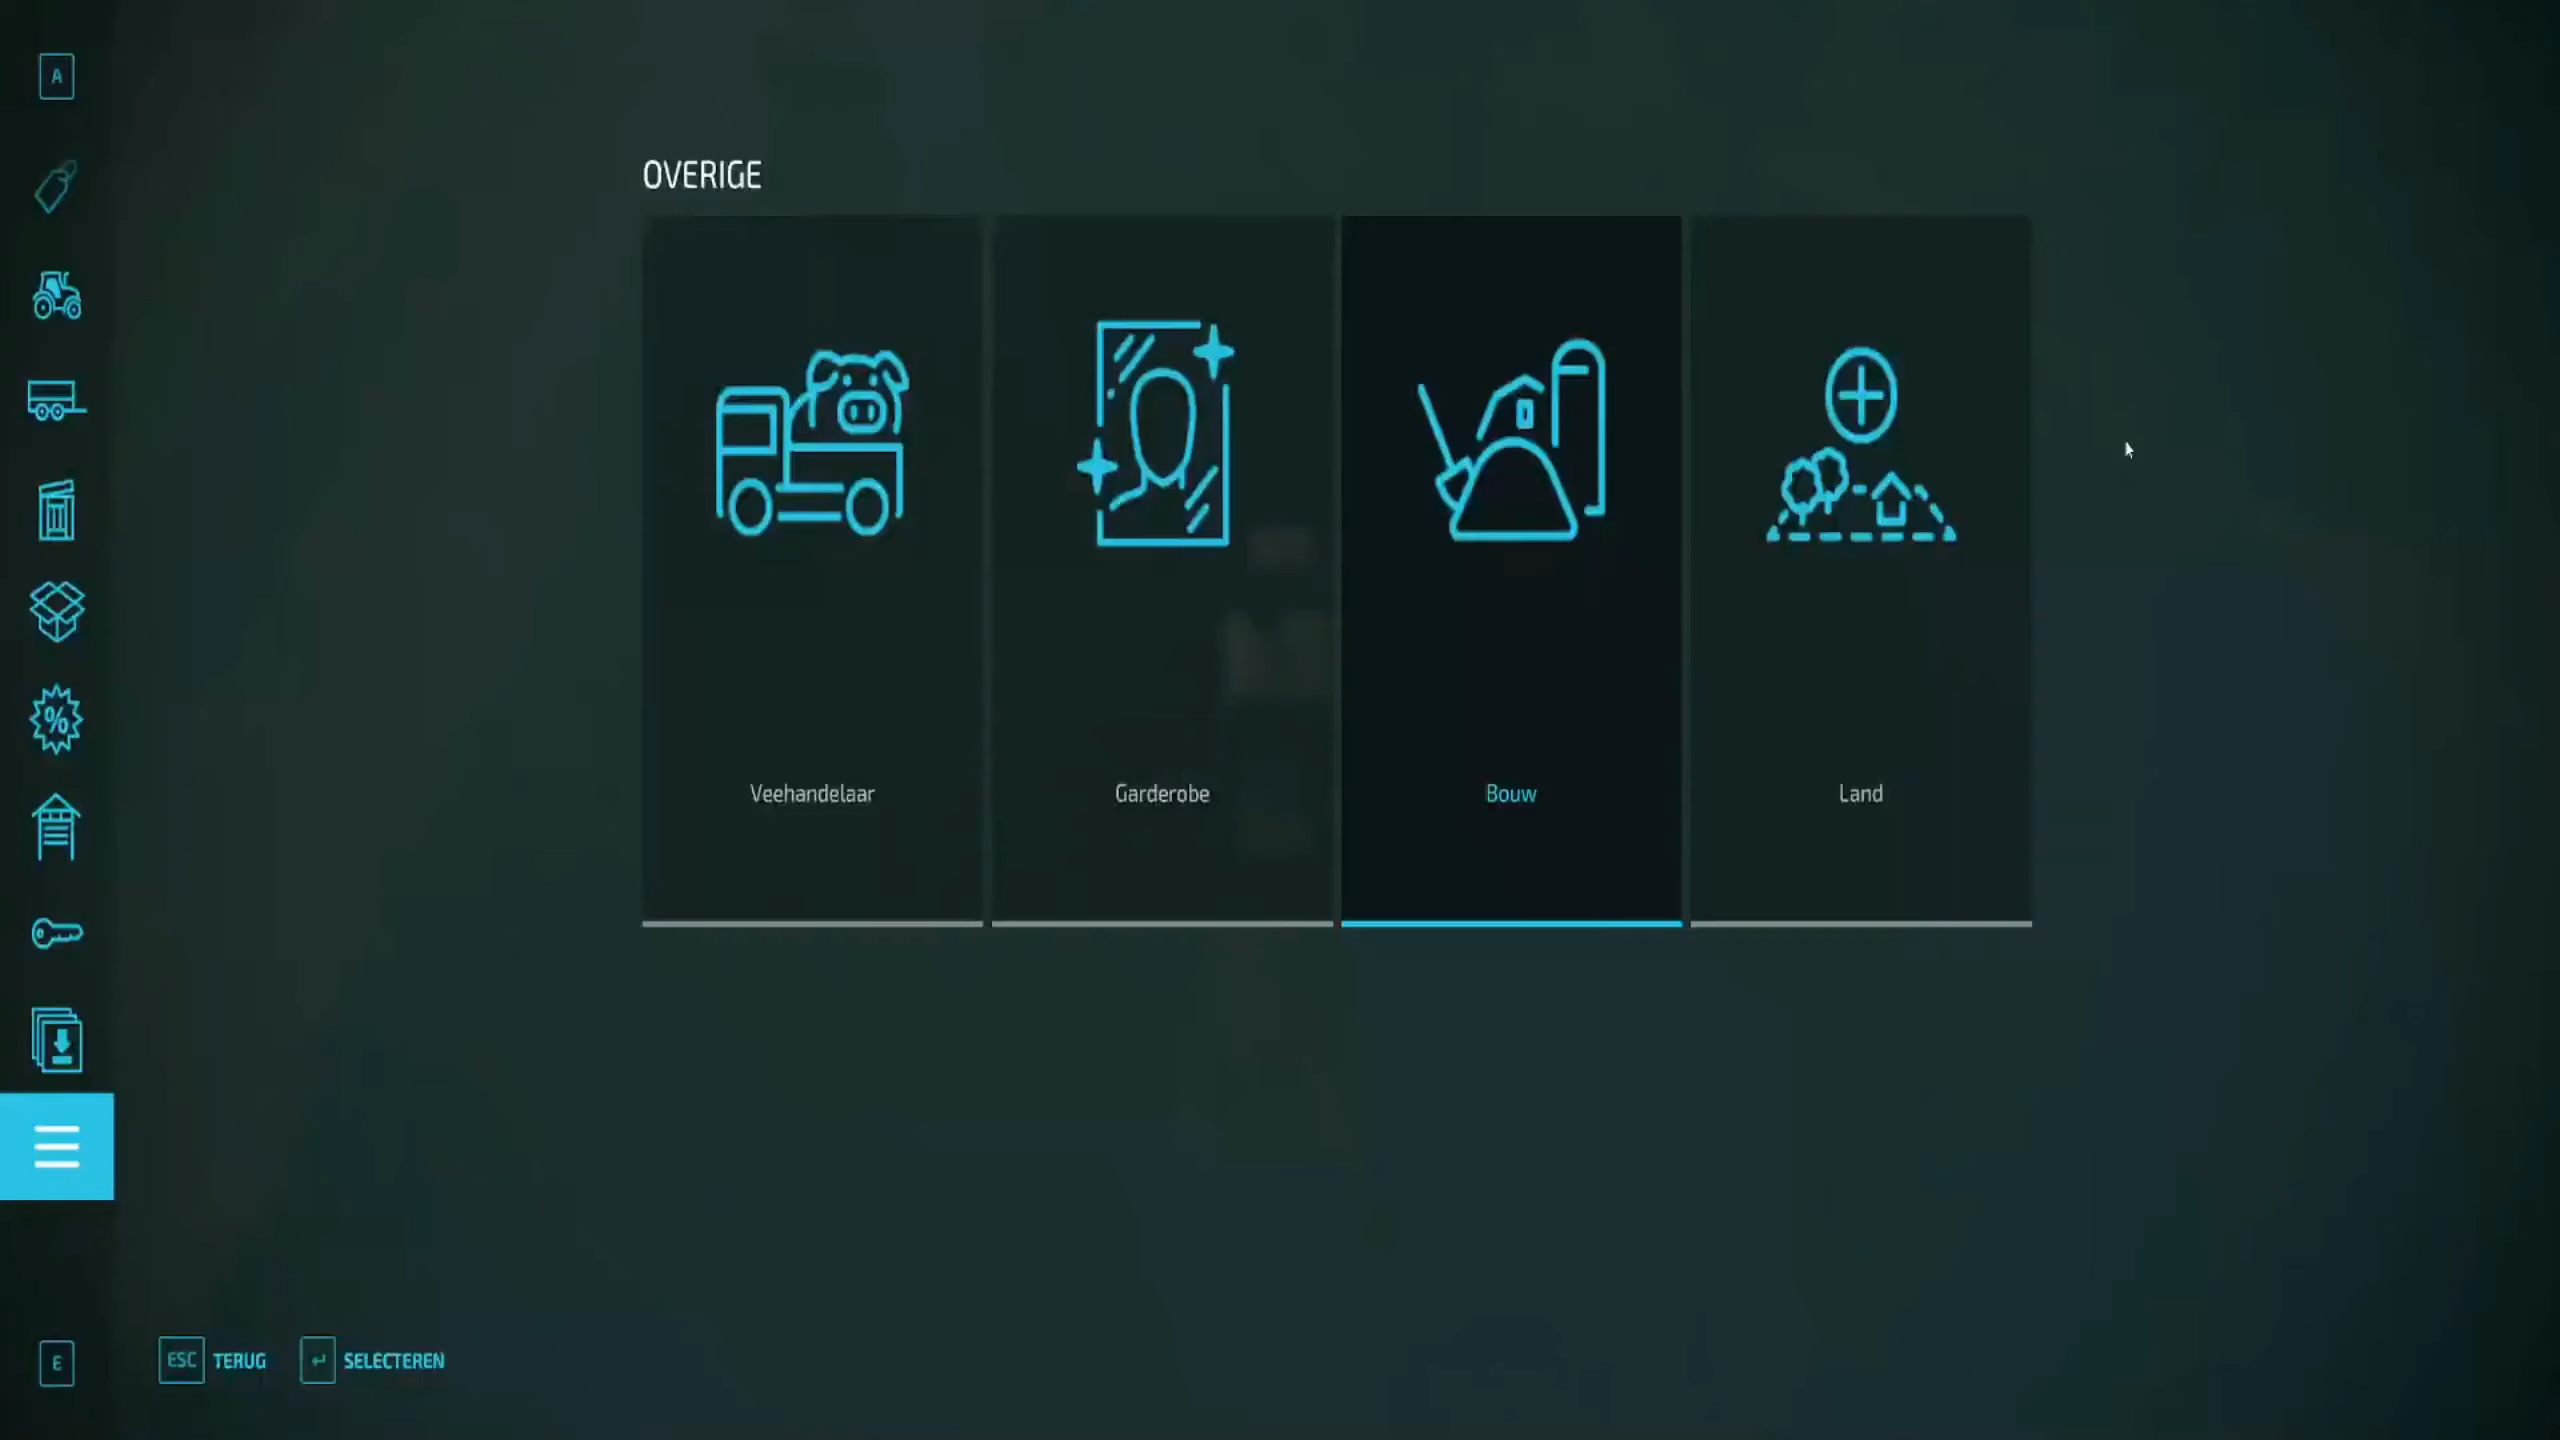 A
OVERIGE
Veehandelaar
Garderobe
Bouw
Land
%
E
ESC TERUG
↵ SELECTEREN